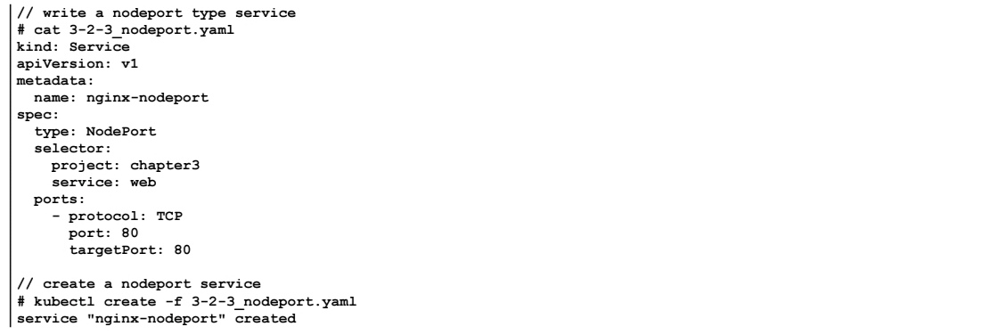 // write a nodeport type service
# cat 3-2-3_nodeport.yaml
kind: Service
apiVersion: v1
metadata:
  name: nginx-nodeport
spec:
  type: NodePort
  selector:
    project: chapter3
    service: web
  ports:
    - protocol: TCP
      port: 80
      targetPort: 80

// create a nodeport service
# kubectl create -f 3-2-3_nodeport.yaml
service "nginx-nodeport" created